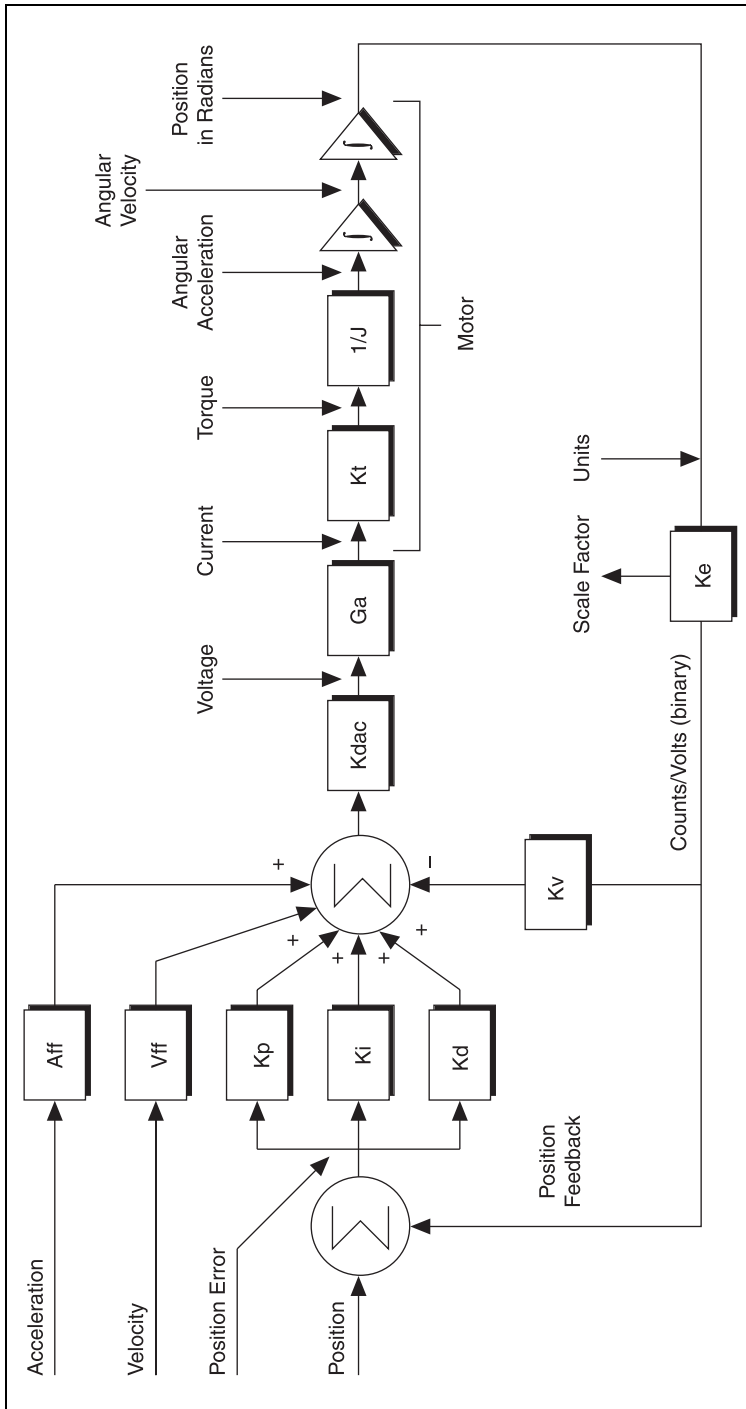 Acceleration
Velocity
Position Error
Position
Aff
Vff
Kp
Ki
Kd
Position
Feedback
+
+
+
+
+
–
Kv
Kdac
Voltage
Ga
Current
Kt
Torque
1/J
Angular
Acceleration
∫
Angular
Velocity
∫
Position
in Radians
Motor
Counts/Volts (binary)
Ke
Scale Factor
Units
Σ
Σ